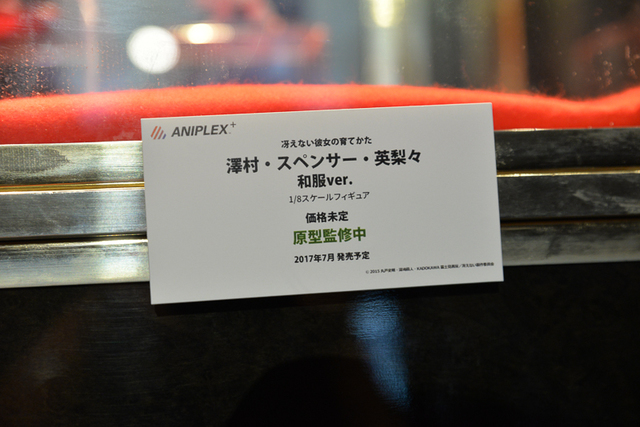 ANIPLEX+
冴えない彼女の育てかた
澤村・スペンサー・英梨々
和服ver.
1/8スケールフィギュア
価格未定
原型監修中
2017年7月 発売予定